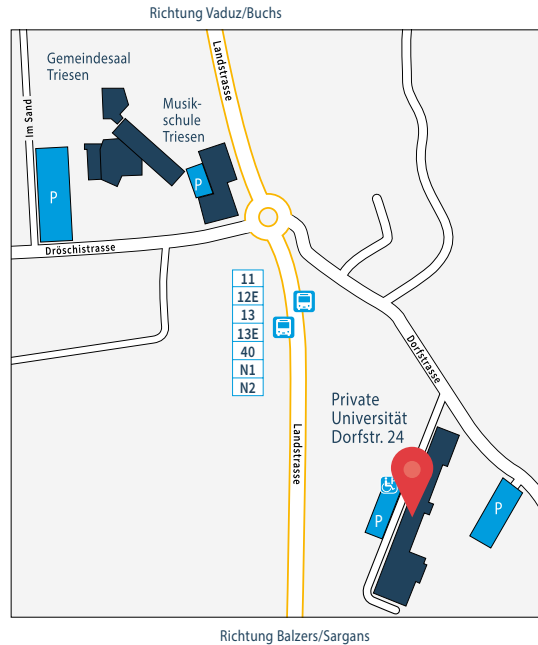 Richtung Vaduz/Buchs
Gemeindesaal
Triesen
Landstrasse
Musik-
schule
Triesen
Im Sand
P
P
Dröschistrasse
11
12E
13
13E
40
N1
N2
Dorfstrasse
Private
Universität
Dorfstr. 24
Landstrasse
P
P
Richtung Balzers/Sargans